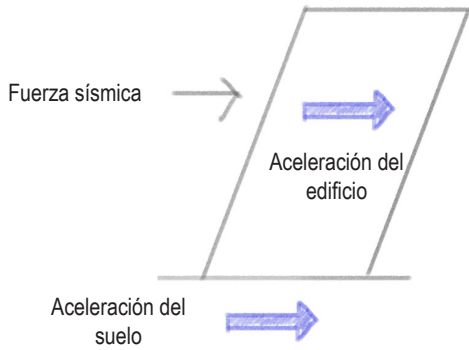 Fuerza sísmica
Aceleración del
edificio
Aceleración del
suelo